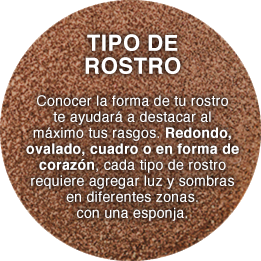 TIPO DE
ROSTRO
Conocer la forma de tu rostro
te ayudará a destacar al
máximo tus rasgos. Redondo,
ovalado, cuadro o en forma de
corazón, cada tipo de rostro
requiere agregar luz y sombras
en diferentes zonas.
con una esponja.